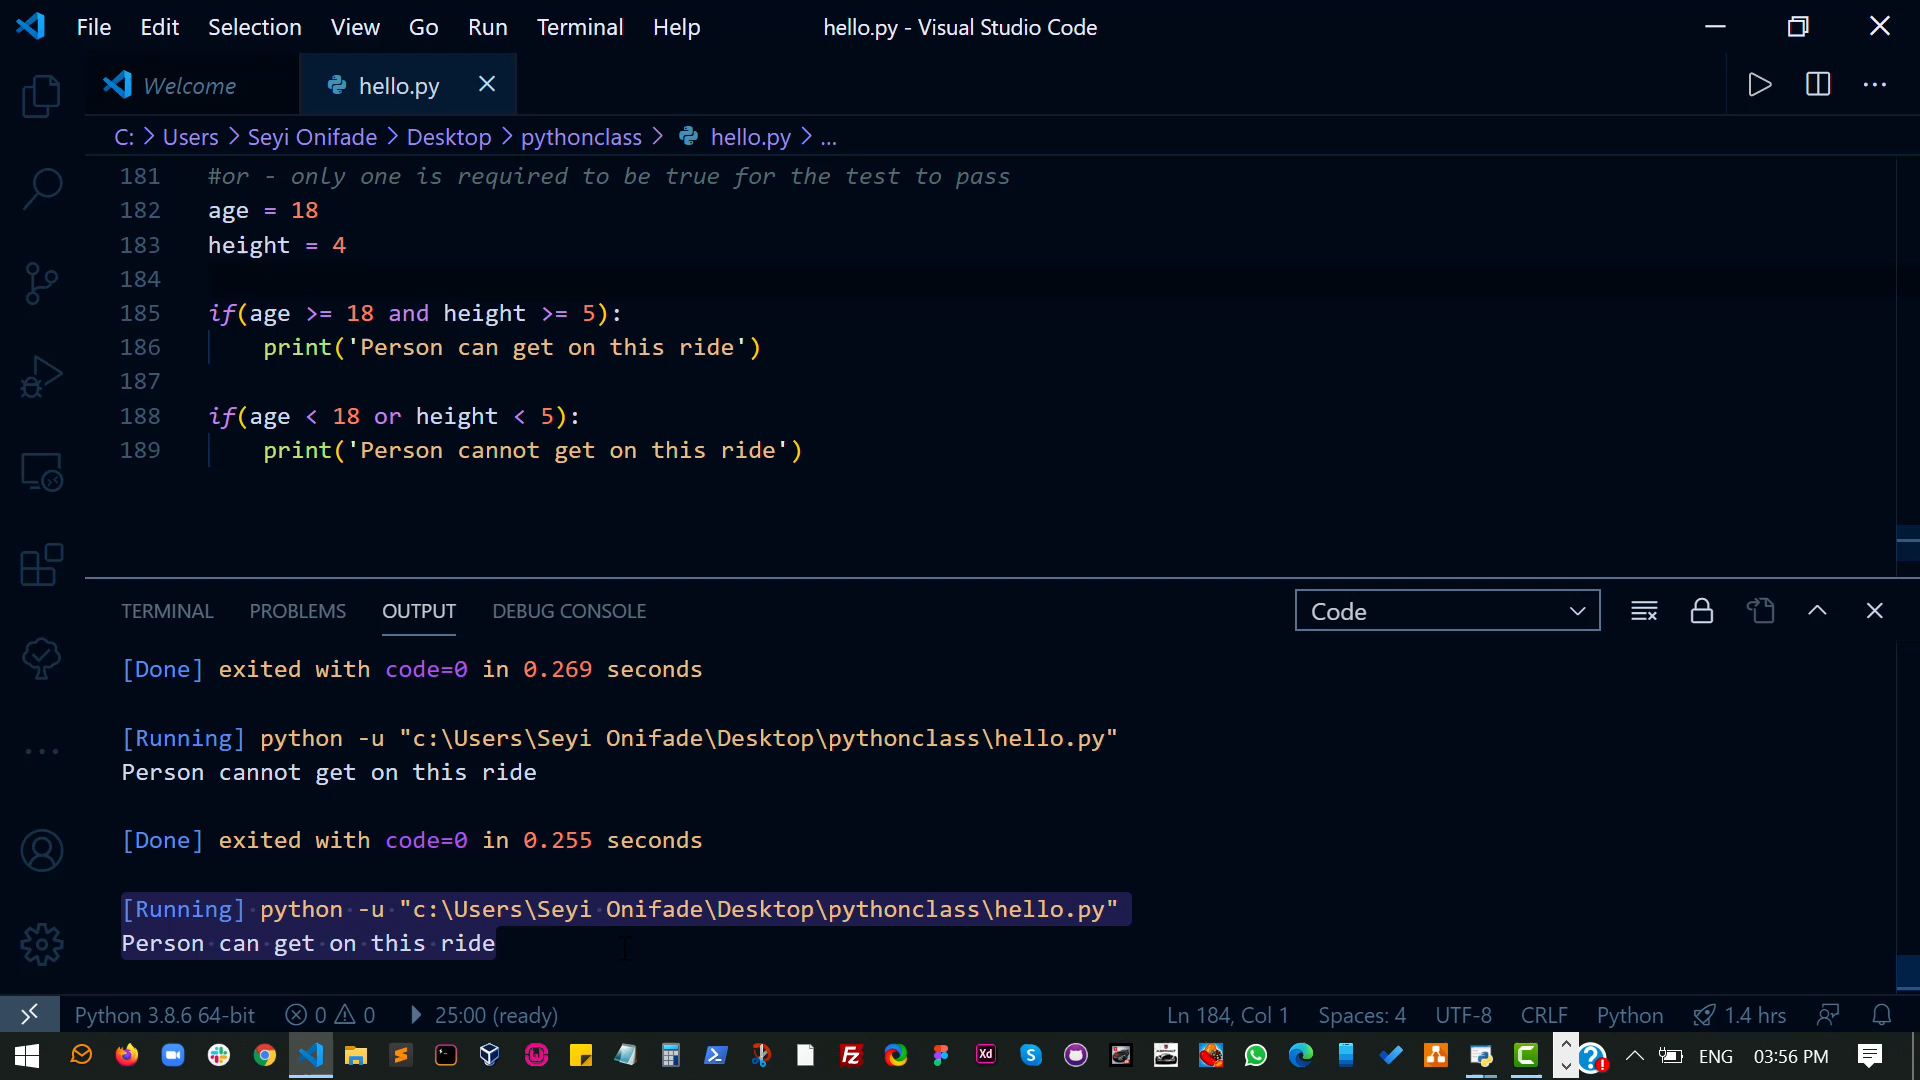 File Edit Selection View Go Run Terminal Help hello.py - Visual Studio Code
Welcome hello.py
C: > Users > Seyi Onifade > Desktop > pythonclass > hello.py > ...
181 #or - only one is required to be true for the test to pass
182 age = 18
183 height = 4
184
185 if(age >= 18 and height >= 5):
186 print('Person can get on this ride')
187
188 if(age < 18 or height < 5):
189 print('Person cannot get on this ride')
TERMINAL PROBLEMS OUTPUT DEBUG CONSOLE Code
[Done] exited with code=0 in 0.269 seconds
[Running] python -u "c:\Users\Seyi Onifade\Desktop\pythonclass\hello.py"
Person cannot get on this ride
[Done] exited with code=0 in 0.255 seconds
[Running] python -u "c:\Users\Seyi Onifade\Desktop\pythonclass\hello.py"
Person can get on this ride
Python 3.8.6 64-bit 0 0 25:00 (ready) Ln 184, Col 1 Spaces: 4 UTF-8 CRLF Python 1.4 hrs
Xd ENG 03:56 PM